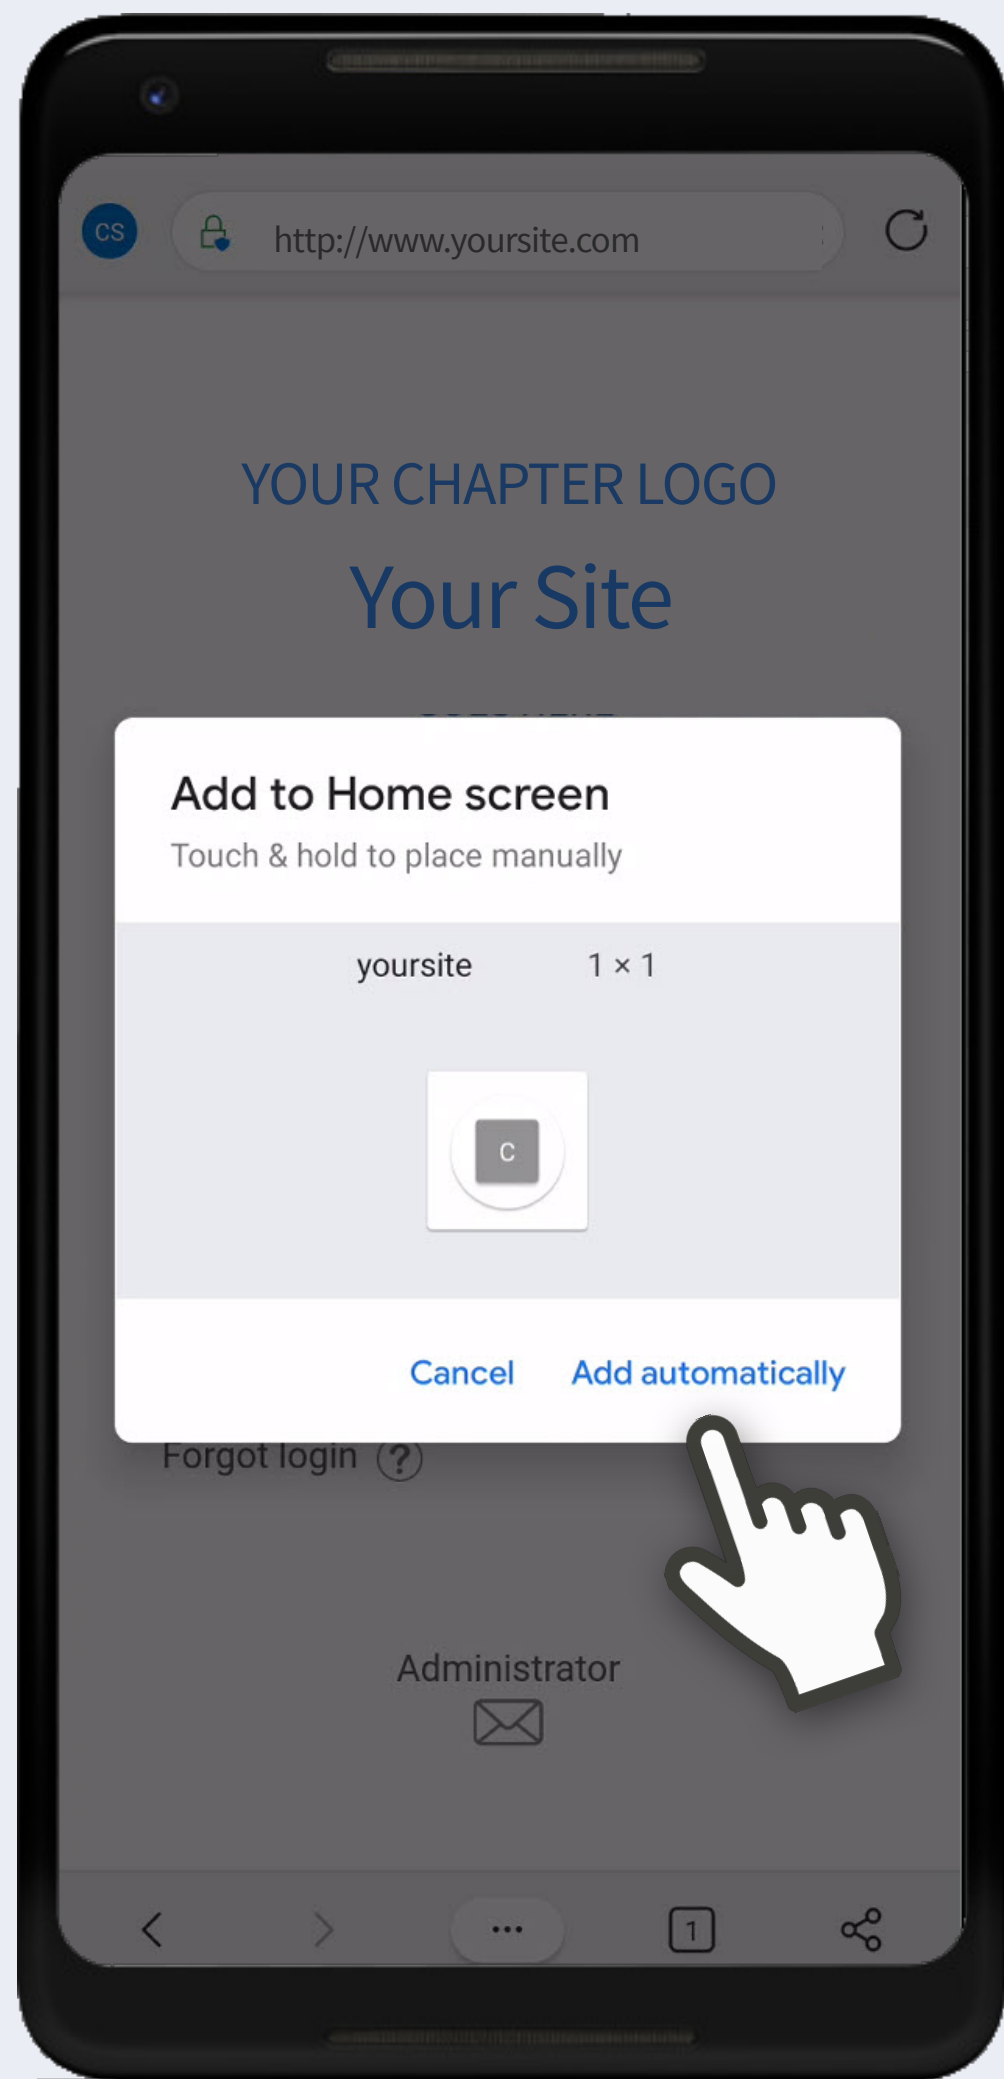 CS
http://www.yoursite.com
YOUR CHAPTER LOGO
Your Site
Add to Home screen
Touch & hold to place manually
yoursite 1 × 1
C
Cancel Add automatically
Forgot login ?
Administrator
...
1